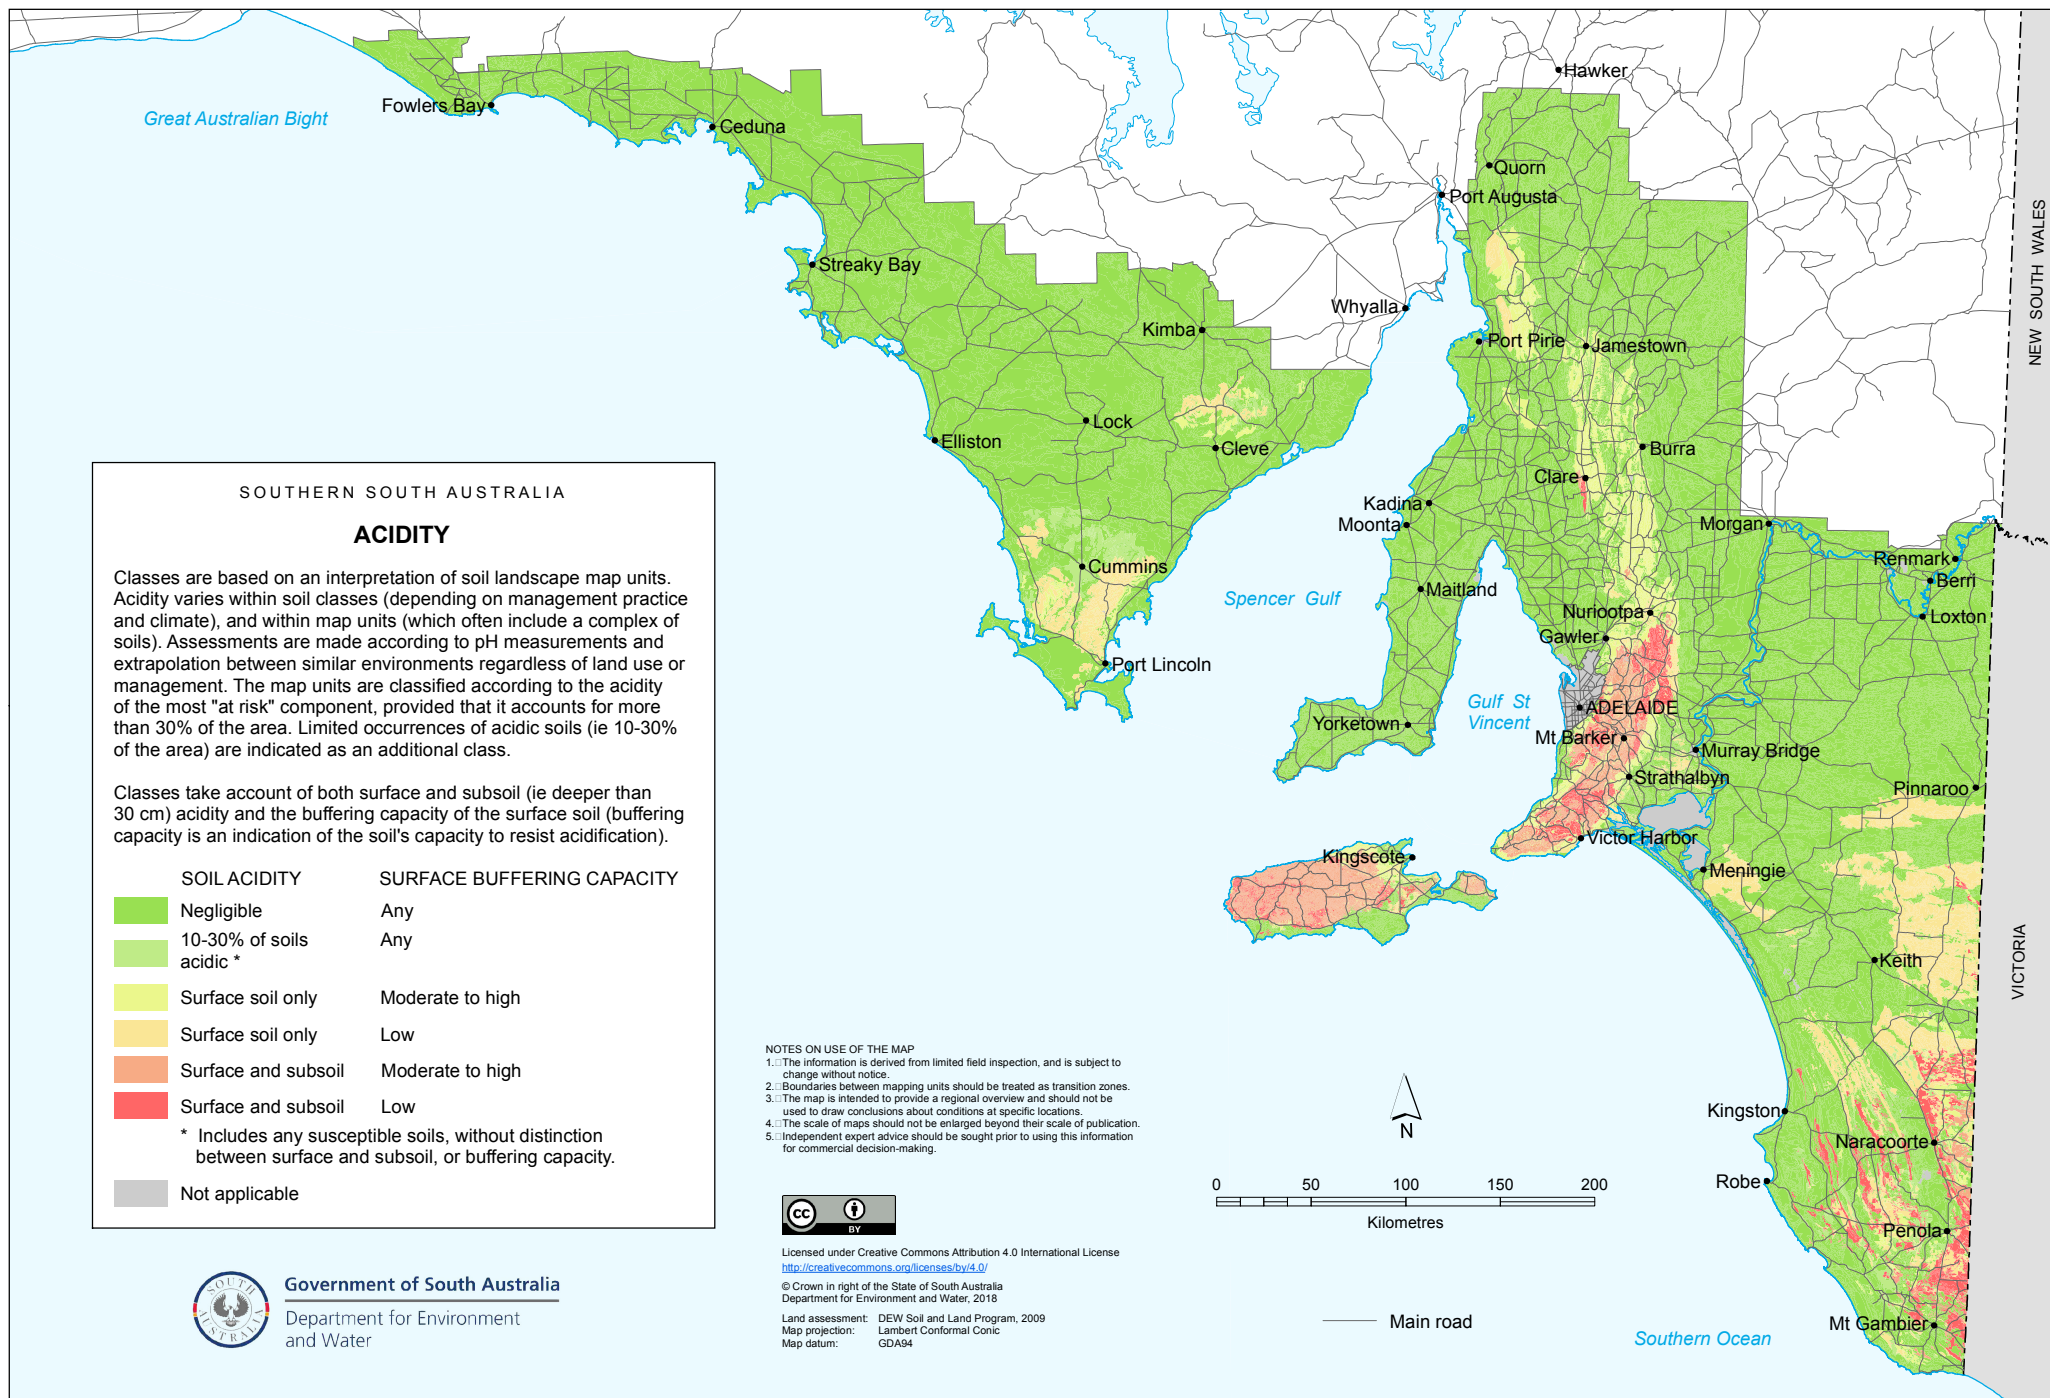 Hawker
Great Australian Bight
Fowlers Bay
Ceduna
Quorn
Port Augusta
NEW SOUTH WALES
Streaky Bay
Whyalla
Kimba
Port Pirie
Jamestown
Lock
Elliston
Cleve
Burra
Clare
Kadina
Moonta
Morgan
Renmark
Berri
Cummins
Maitland
Spencer Gulf
Nuriootpa
Loxton
Gawler
Port Lincoln
Gulf St
Vincent
ADELAIDE
Yorketown
Mt Barker
Murray Bridge
Strathalbyn
Pinnaroo
Victor Harbor
Kingscote
Meningie
Keith
VICTORIA
Kingston
Naracoorte
Robe
Penola
Mt Gambier
Southern Ocean
SOUTHERN SOUTH AUSTRALIA
ACIDITY
Classes are based on an interpretation of soil landscape map units.
Acidity varies within soil classes (depending on management practice
and climate), and within map units (which often include a complex of
soils). Assessments are made according to pH measurements and
extrapolation between similar environments regardless of land use or
management. The map units are classified according to the acidity
of the most "at risk" component, provided that it accounts for more
than 30% of the area. Limited occurrences of acidic soils (ie 10-30%
of the area) are indicated as an additional class.
Classes take account of both surface and subsoil (ie deeper than
30 cm) acidity and the buffering capacity of the surface soil (buffering
capacity is an indication of the soil's capacity to resist acidification).
SOIL ACIDITY SURFACE BUFFERING CAPACITY
Negligible Any
10-30% of soils Any
acidic *
Surface soil only Moderate to high
Surface soil only Low
Surface and subsoil Moderate to high
Surface and subsoil Low
* Includes any susceptible soils, without distinction
between surface and subsoil, or buffering capacity.
Not applicable
SOUTH AUSTRALIA
Government of South Australia
Department for Environment
and Water
NOTES ON USE OF THE MAP
1. The information is derived from limited field inspection, and is subject to
change without notice.
2. Boundaries between mapping units should be treated as transition zones.
3. The map is intended to provide a regional overview and should not be
used to draw conclusions about conditions at specific locations.
4. The scale of maps should not be enlarged beyond their scale of publication.
5. Independent expert advice should be sought prior to using this information
for commercial decision-making.
cc
BY
Licensed under Creative Commons Attribution 4.0 International License
http://creativecommons.org/licenses/by/4.0/
© Crown in right of the State of South Australia
Department for Environment and Water, 2018
Land assessment: DEW Soil and Land Program, 2009
Map projection: Lambert Conformal Conic
Map datum: GDA94
N
0 50 100 150 200
Kilometres
Main road